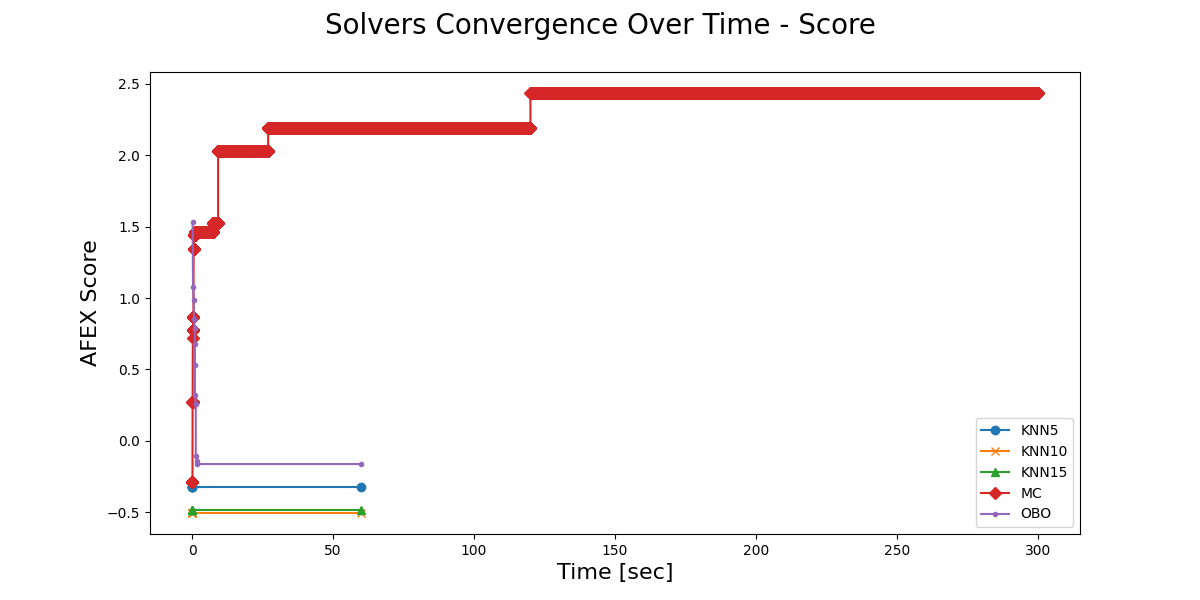 Solvers Convergence Over Time - Score
AFEX Score
2.5
2.0
1.5
1.0
0.5
0.0
−0.5
0
50
100
150
200
250
300
Time [sec]
KNN5
KNN10
KNN15
MC
OBO